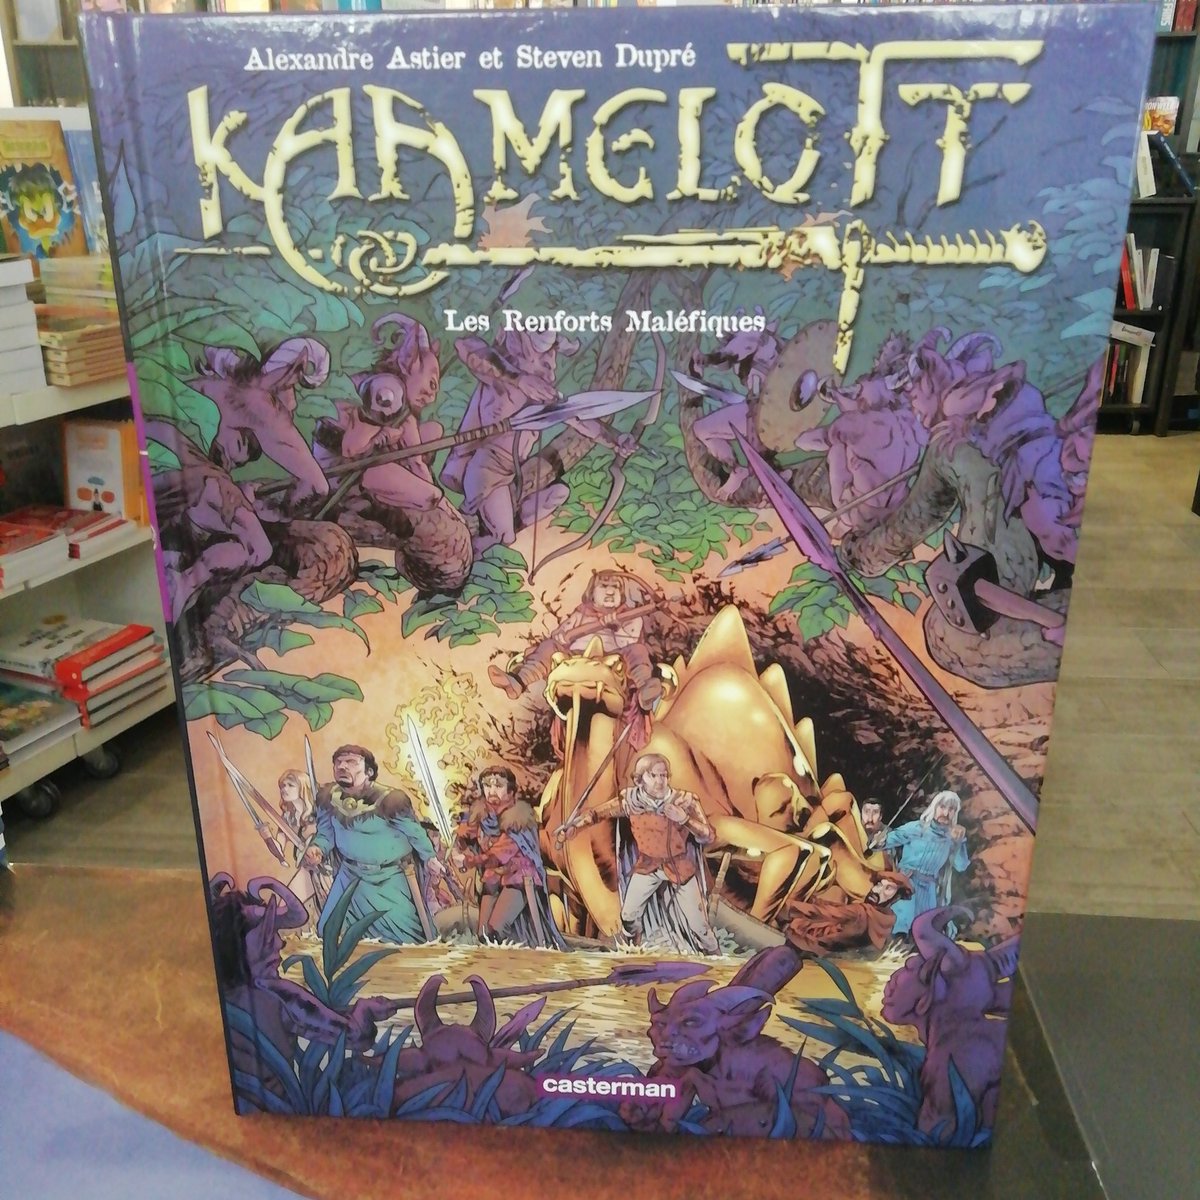 Alexandre Astier et Steven Dupré
KAAMELOTT
Les Renforts Maléfiques
casterman